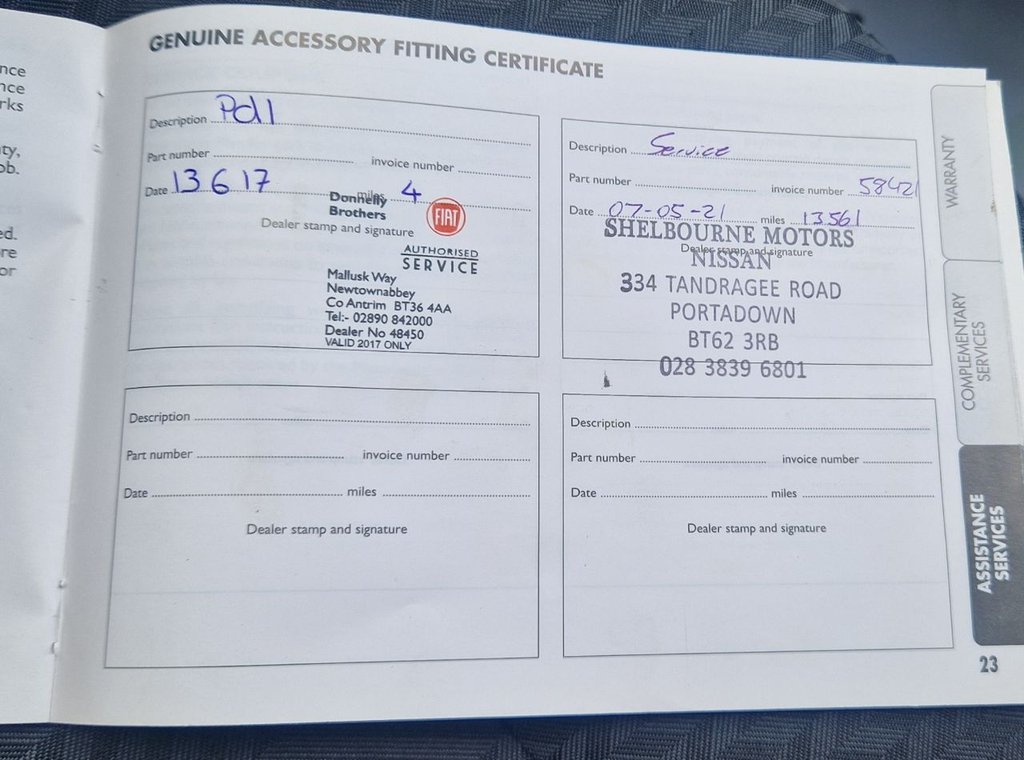 nce
nce
rks
ty,
ob.
ed.
re
or
GENUINE ACCESSORY FITTING CERTIFICATE
Description PDI
Part number invoice number
Date 13 6 17 miles 4
Donnelly
Brothers
FIAT
Dealer stamp and signature
AUTHORISED
SERVICE
Mallusk Way
Newtownabbey
Co Antrim BT36 4AA
Tel:- 02890 842000
Dealer No 48450
VALID 2017 ONLY
Description Service
Part number invoice number 58421
Date 07-05-21 miles 13561
SHELBOURNE MOTORS
Dealer stamp and signature
NISSAN
334 TANDRAGEE ROAD
PORTADOWN
BT62 3RB
028 3839 6801
Description
Part number invoice number
Date miles
Dealer stamp and signature
Description
Part number invoice number
Date miles
Dealer stamp and signature
WARRANTY
COMPLEMENTARY
SERVICES
ASSISTANCE
SERVICES
23